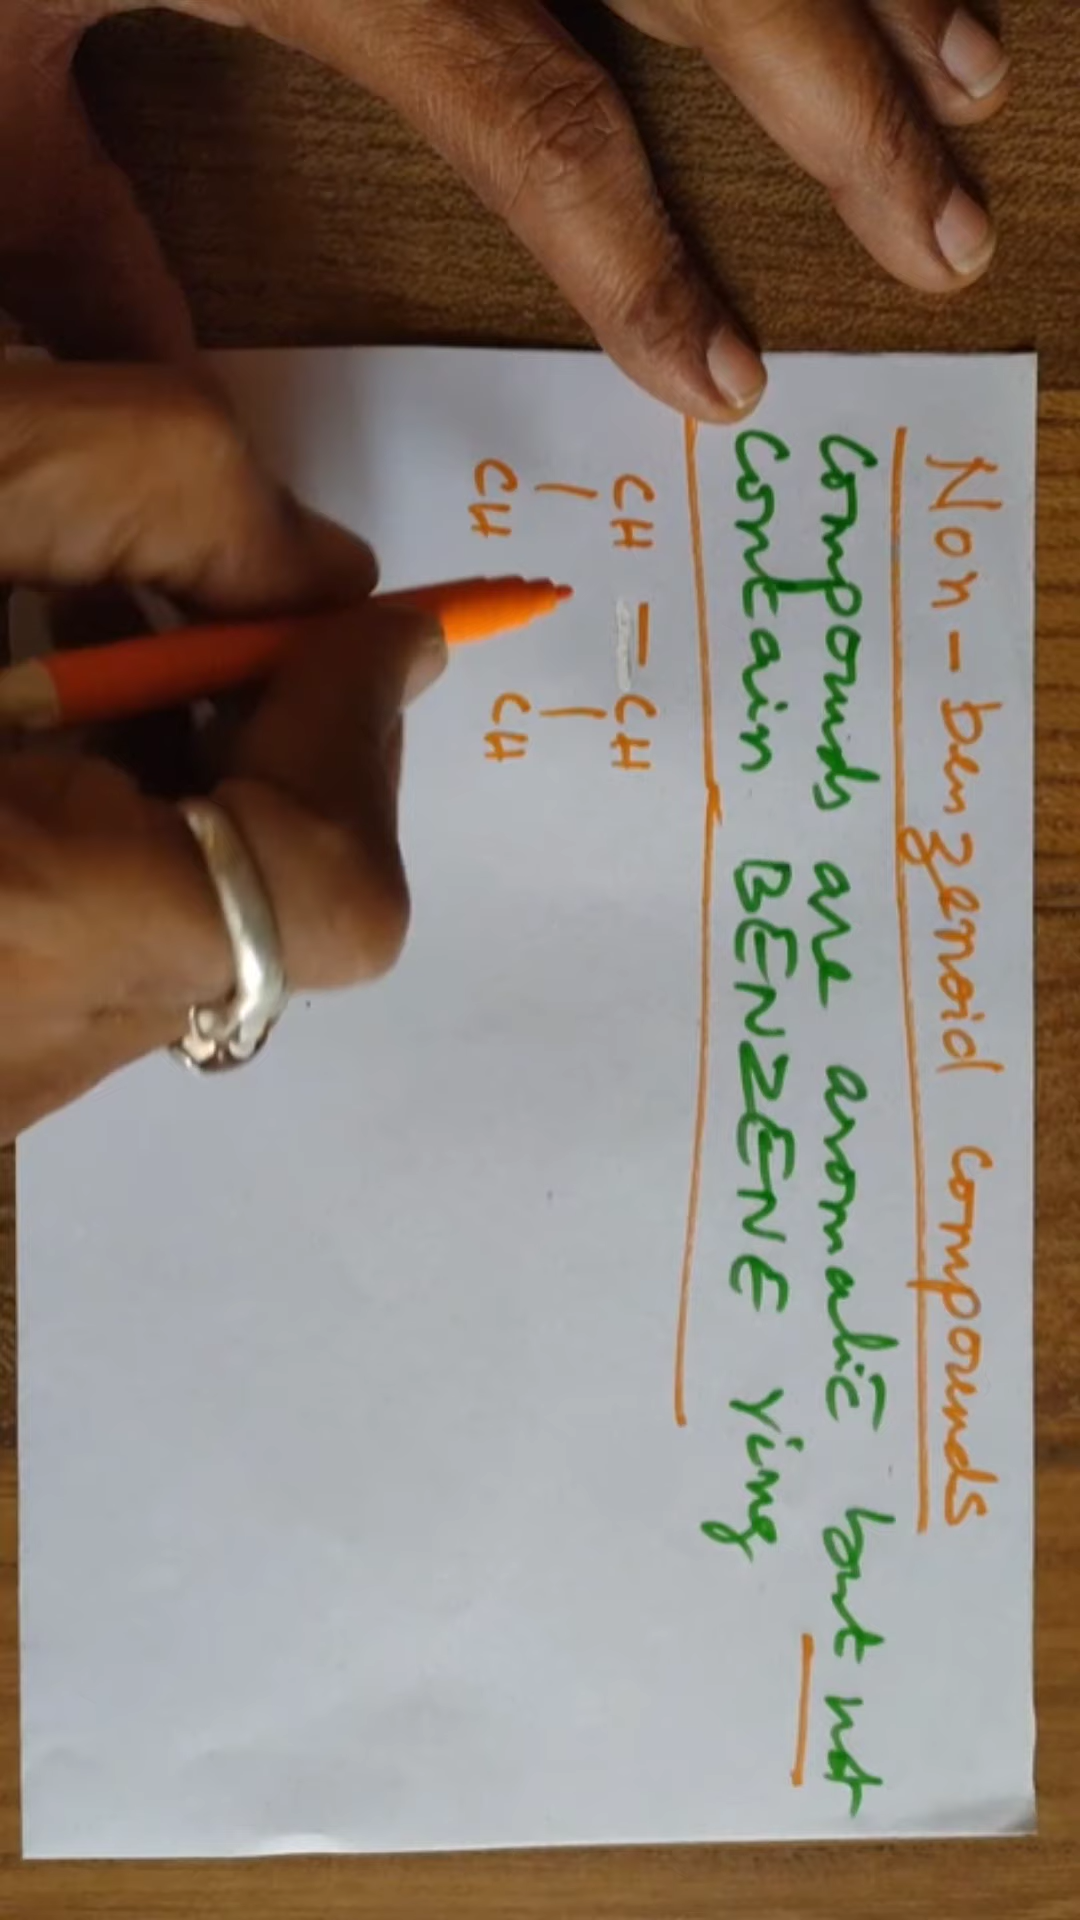 Non-benzenoid compounds
Compounds are aromatic but not
contain BENZENE ring
CH — CH
CH CH